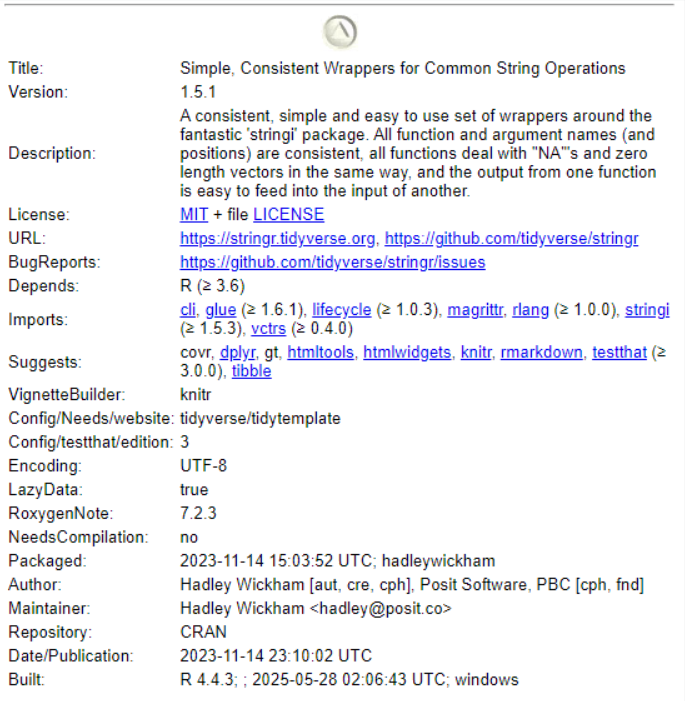 Title: Simple, Consistent Wrappers for Common String Operations
Version: 1.5.1
A consistent, simple and easy to use set of wrappers around the
fantastic 'stringi' package. All function and argument names (and
Description: positions) are consistent, all functions deal with "NA"'s and zero
length vectors in the same way, and the output from one function
is easy to feed into the input of another.
License: MIT + file LICENSE
URL: https://stringr.tidyverse.org, https://github.com/tidyverse/stringr
BugReports: https://github.com/tidyverse/stringr/issues
Depends: R (≥ 3.6)
Imports: cli, glue (≥ 1.6.1), lifecycle (≥ 1.0.3), magrittr, rlang (≥ 1.0.0), stringi
(≥ 1.5.3), vctrs (≥ 0.4.0)
Suggests: covr, dplyr, gt, htmltools, htmlwidgets, knitr, rmarkdown, testthat (≥
3.0.0), tibble
VignetteBuilder: knitr
Config/Needs/website: tidyverse/tidytemplate
Config/testthat/edition: 3
Encoding: UTF-8
LazyData: true
RoxygenNote: 7.2.3
NeedsCompilation: no
Packaged: 2023-11-14 15:03:52 UTC; hadleywickham
Author: Hadley Wickham [aut, cre, cph], Posit Software, PBC [cph, fnd]
Maintainer: Hadley Wickham <hadley@posit.co>
Repository: CRAN
Date/Publication: 2023-11-14 23:10:02 UTC
Built: R 4.4.3; ; 2025-05-28 02:06:43 UTC; windows